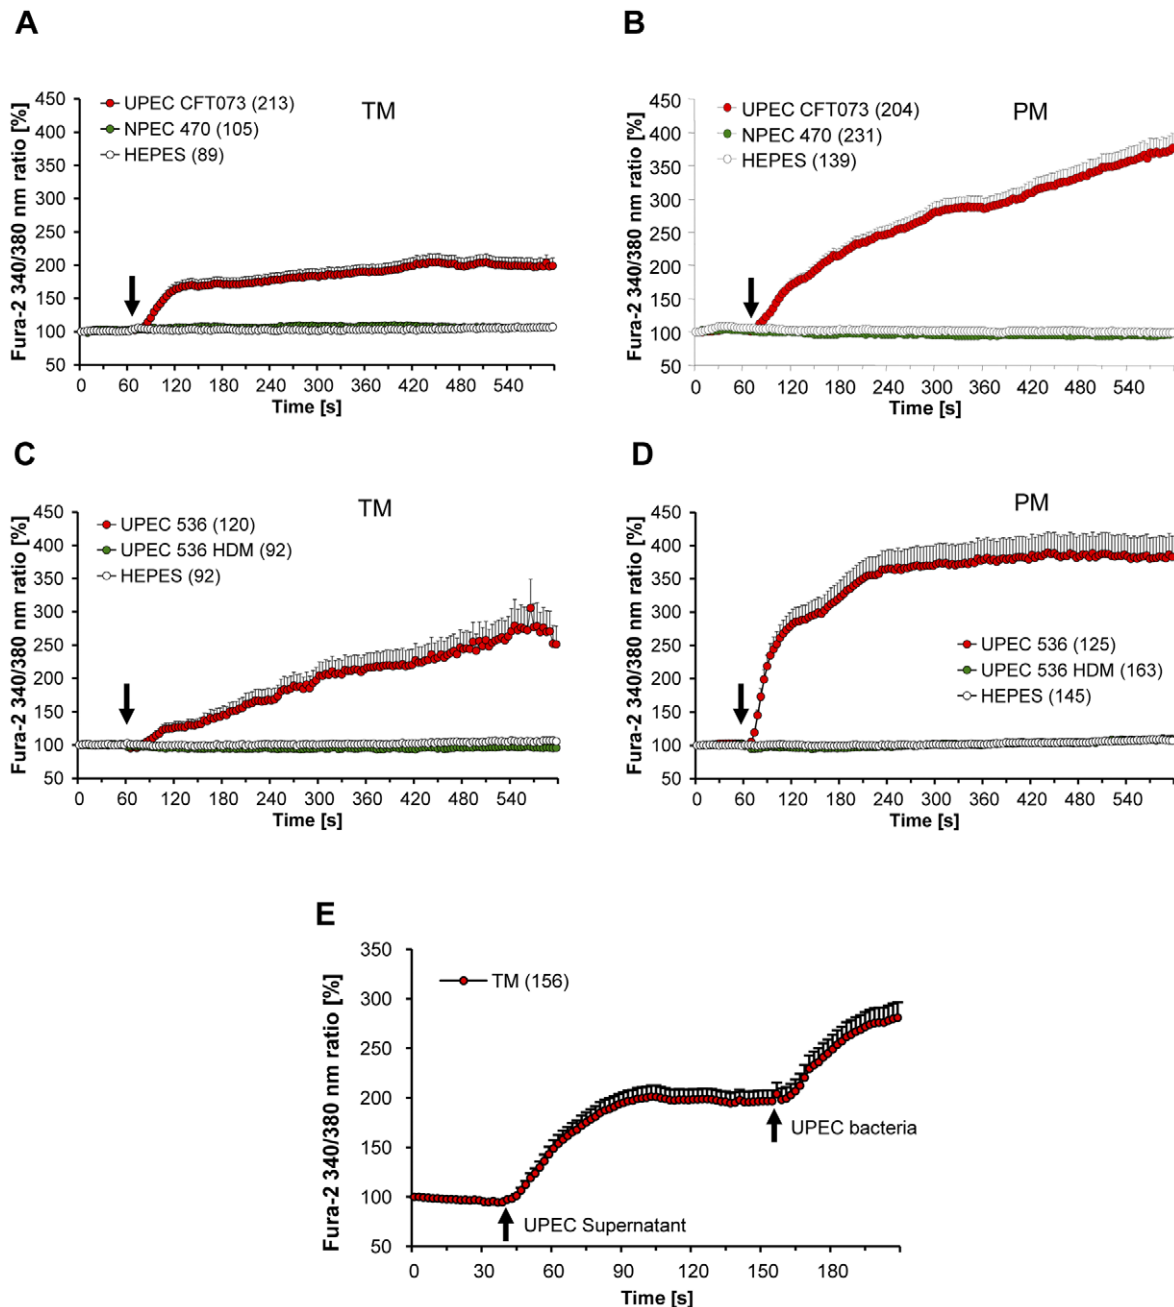 A
Fura-2 340/380 nm ratio [%]
450
400
350
300
250
200
150
100
50
UPEC CFT073 (213)
NPEC 470 (105)
HEPES (89)
TM
0 60 120 180 240 300 360 420 480 540
Time [s]
B
Fura-2 340/380 nm ratio [%]
450
400
350
300
250
200
150
100
50
UPEC CFT073 (204)
NPEC 470 (231)
HEPES (139)
PM
0 60 120 180 240 300 360 420 480 540
Time [s]
C
Fura-2 340/380 nm ratio [%]
450
400
350
300
250
200
150
100
50
TM
UPEC 536 (120)
UPEC 536 HDM (92)
HEPES (92)
0 60 120 180 240 300 360 420 480 540
Time [s]
D
Fura-2 340/380 nm ratio [%]
450
400
350
300
250
200
150
100
50
PM
UPEC 536 (125)
UPEC 536 HDM (163)
HEPES (145)
0 60 120 180 240 300 360 420 480 540
Time [s]
E
Fura-2 340/380 nm ratio [%]
350
300
250
200
150
100
50
TM (156)
UPEC bacteria
UPEC Supernatant
0 30 60 90 120 150 180
Time [s]